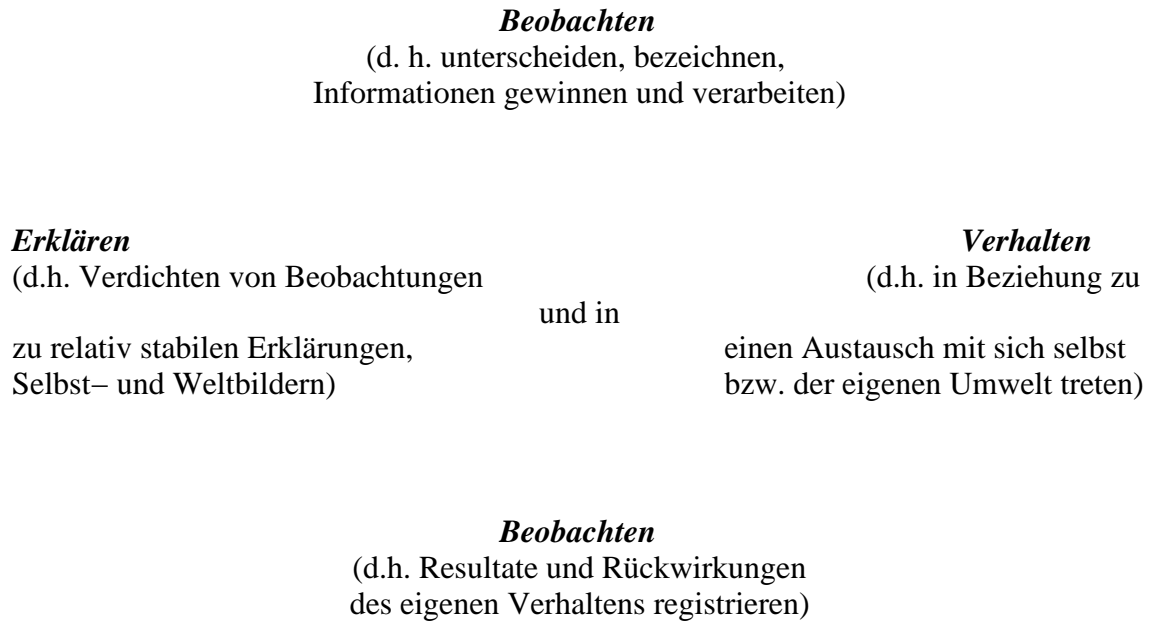 Beobachten
(d. h. unterscheiden, bezeichnen,
Informationen gewinnen und verarbeiten)
Erklären
(d.h. Verdichten von Beobachtungen
zu relativ stabilen Erklärungen,
Selbst– und Weltbildern)
Verhalten
(d.h. in Beziehung zu
und in
einen Austausch mit sich selbst
bzw. der eigenen Umwelt treten)
Beobachten
(d.h. Resultate und Rückwirkungen
des eigenen Verhaltens registrieren)